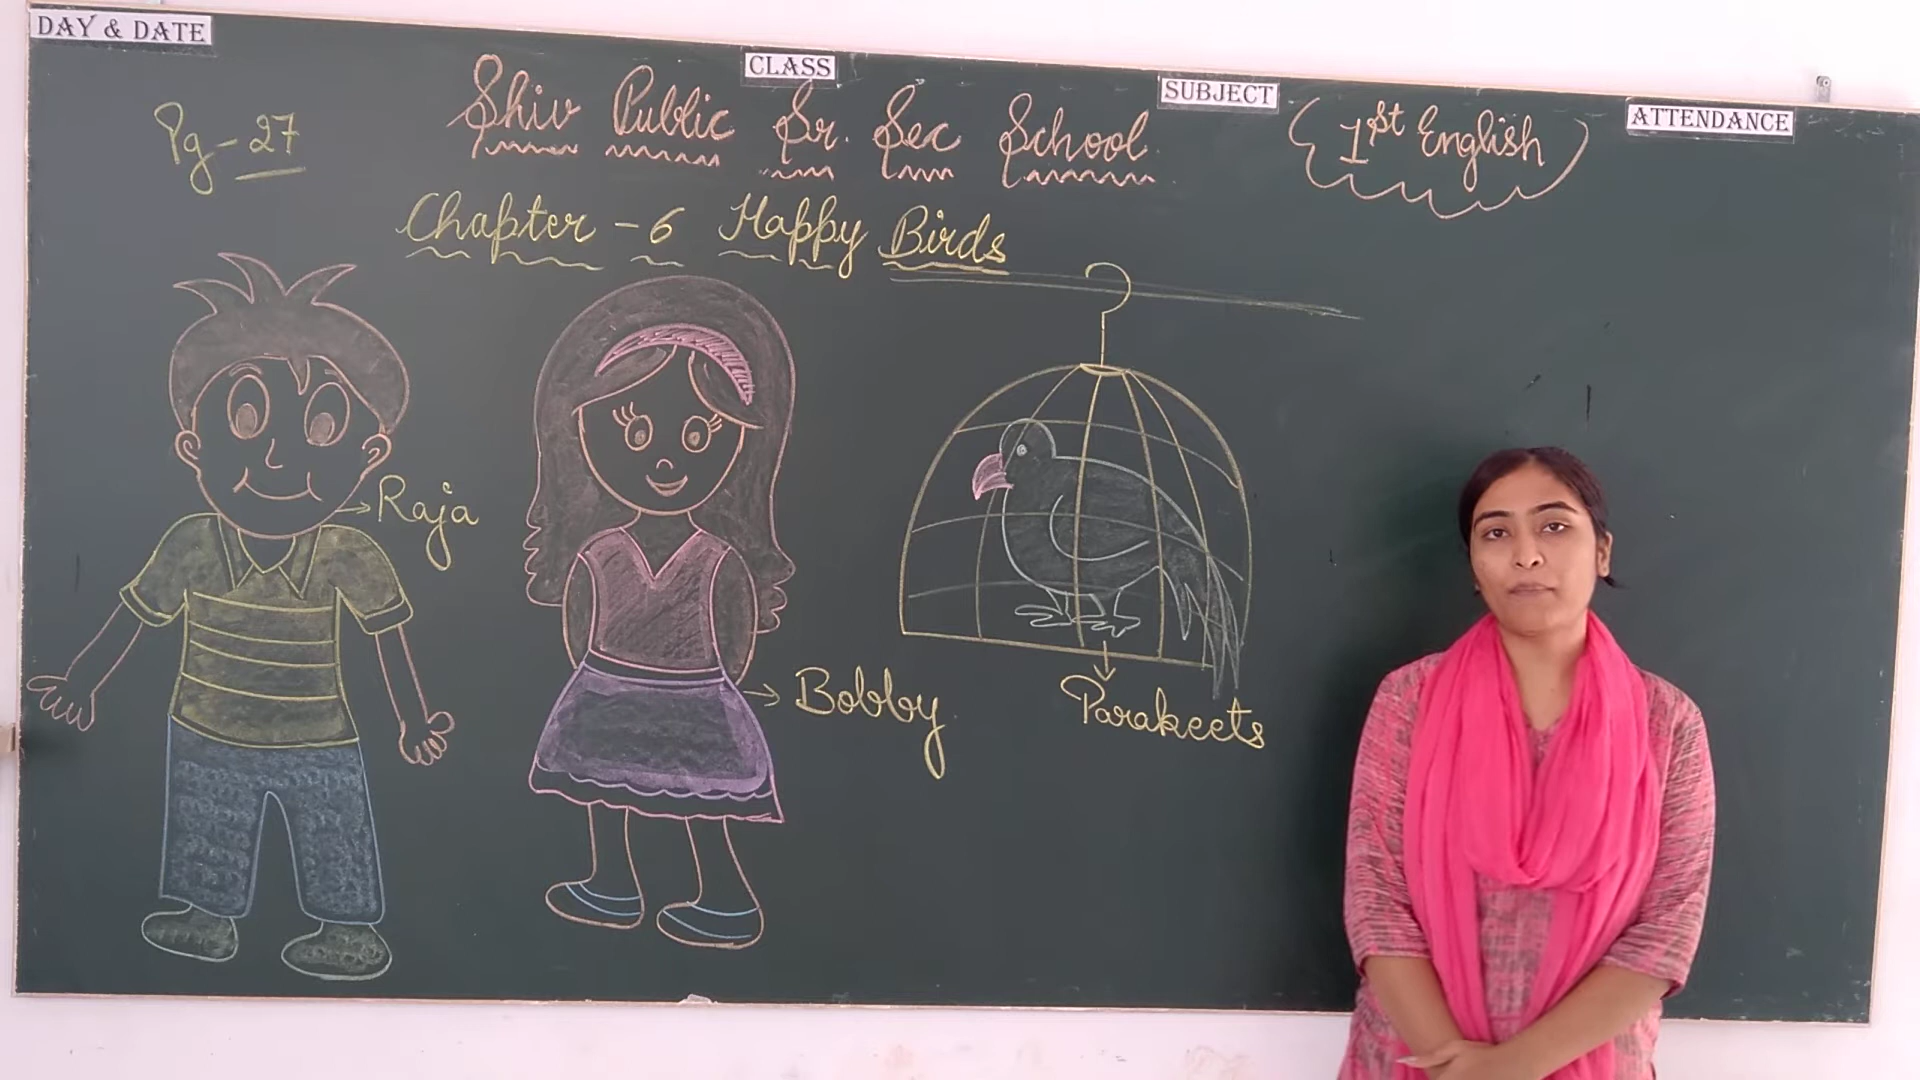 DAY & DATE
CLASS
SUBJECT
ATTENDANCE
Pg-27
Shiv Public Sr. Sec School
1st English
Chapter - 6 Happy Birds
Raja
Bobby
Parakeets